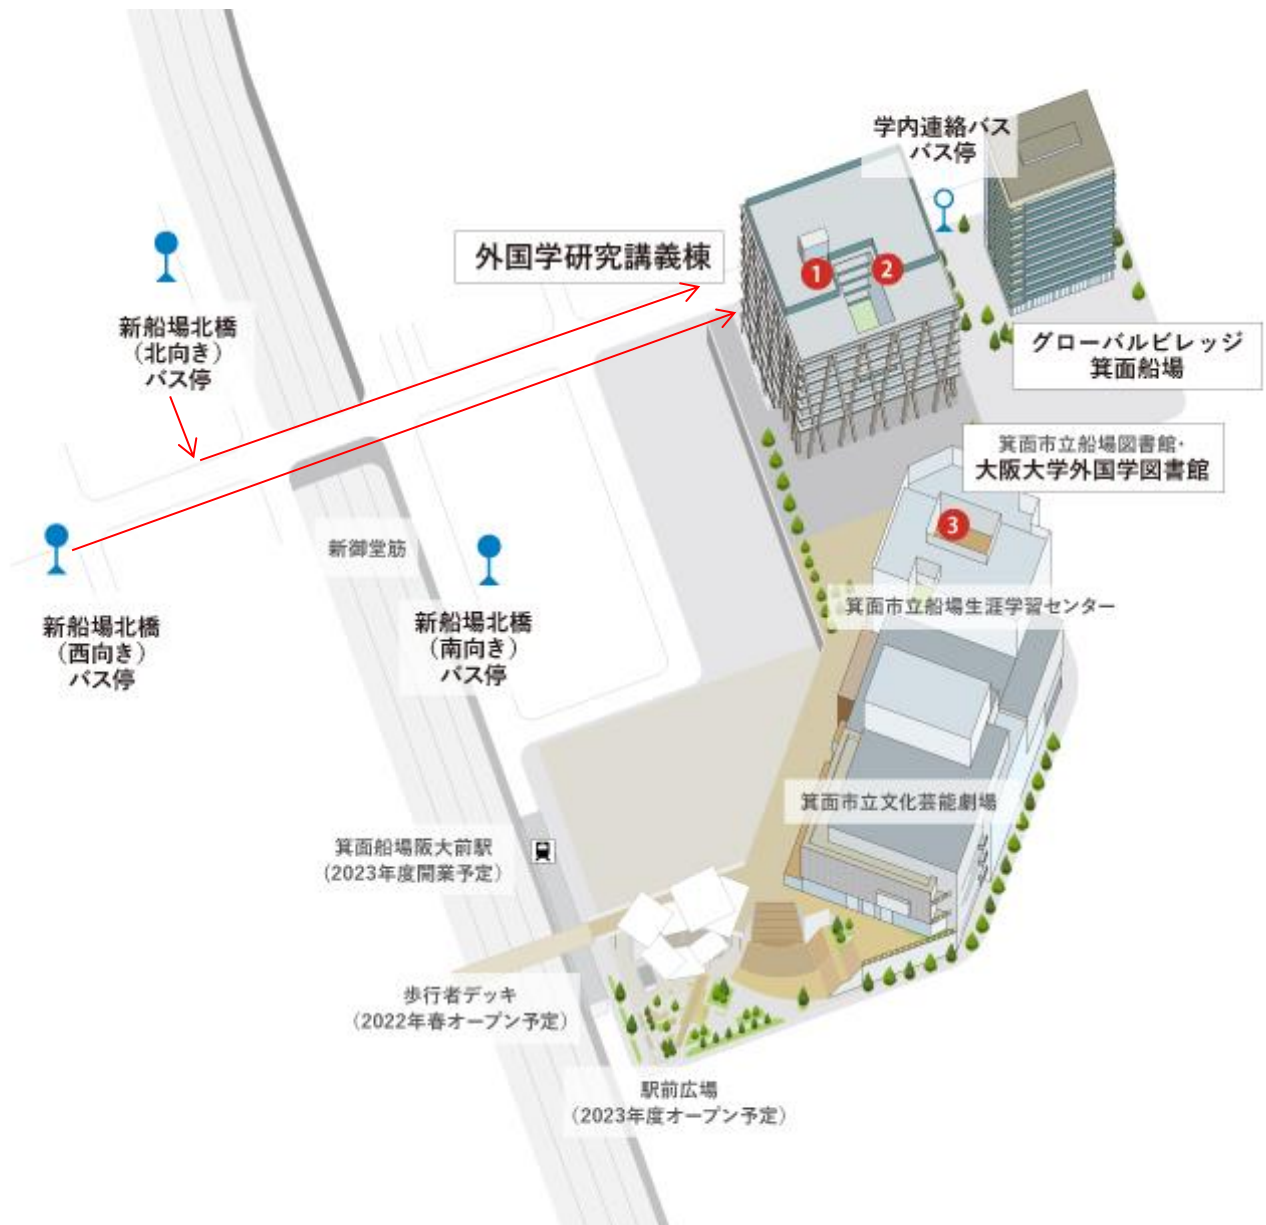 学内連絡バス
バス停
外国学研究講義棟
1
2
新船場北橋
（北向き）
バス停
グローバルビレッジ
箕面船場
箕面市立船場図書館・
大阪大学外国学図書館
3
新御堂筋
新船場北橋
（西向き）
バス停
新船場北橋
（南向き）
バス停
箕面市立船場生涯学習センター
箕面市立文化芸能劇場
箕面船場阪大前駅
（2023年度開業予定）
歩行者デッキ
（2022年春オープン予定）
駅前広場
（2023年度オープン予定）